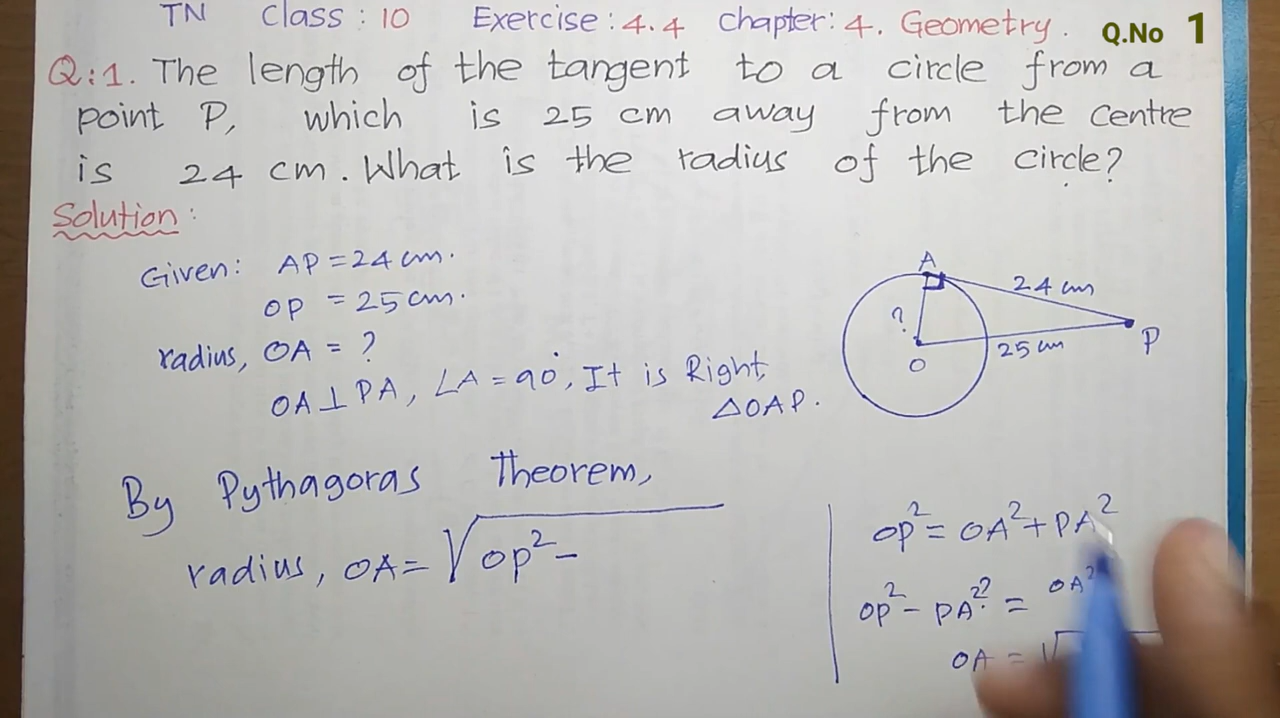 TN Class : 10 Exercise : 4.4 Chapter: 4. Geometry. Q.No 1
Q:1. The length of the tangent to a circle from a
point P, which is 25 cm away from the centre
is 24 cm. What is the radius of the circle?
Solution :
Given: AP = 24 cm.
OP = 25 cm.
radius, OA = ?
OA ⊥ PA, ∠A = 90°, It is Right
△OAP.
A
24 cm
?
O
25 cm
P
By Pythagoras Theorem,
radius, OA = √OP² -
OP² = OA² + PA²
OP² - PA²? = OA²
OA = √